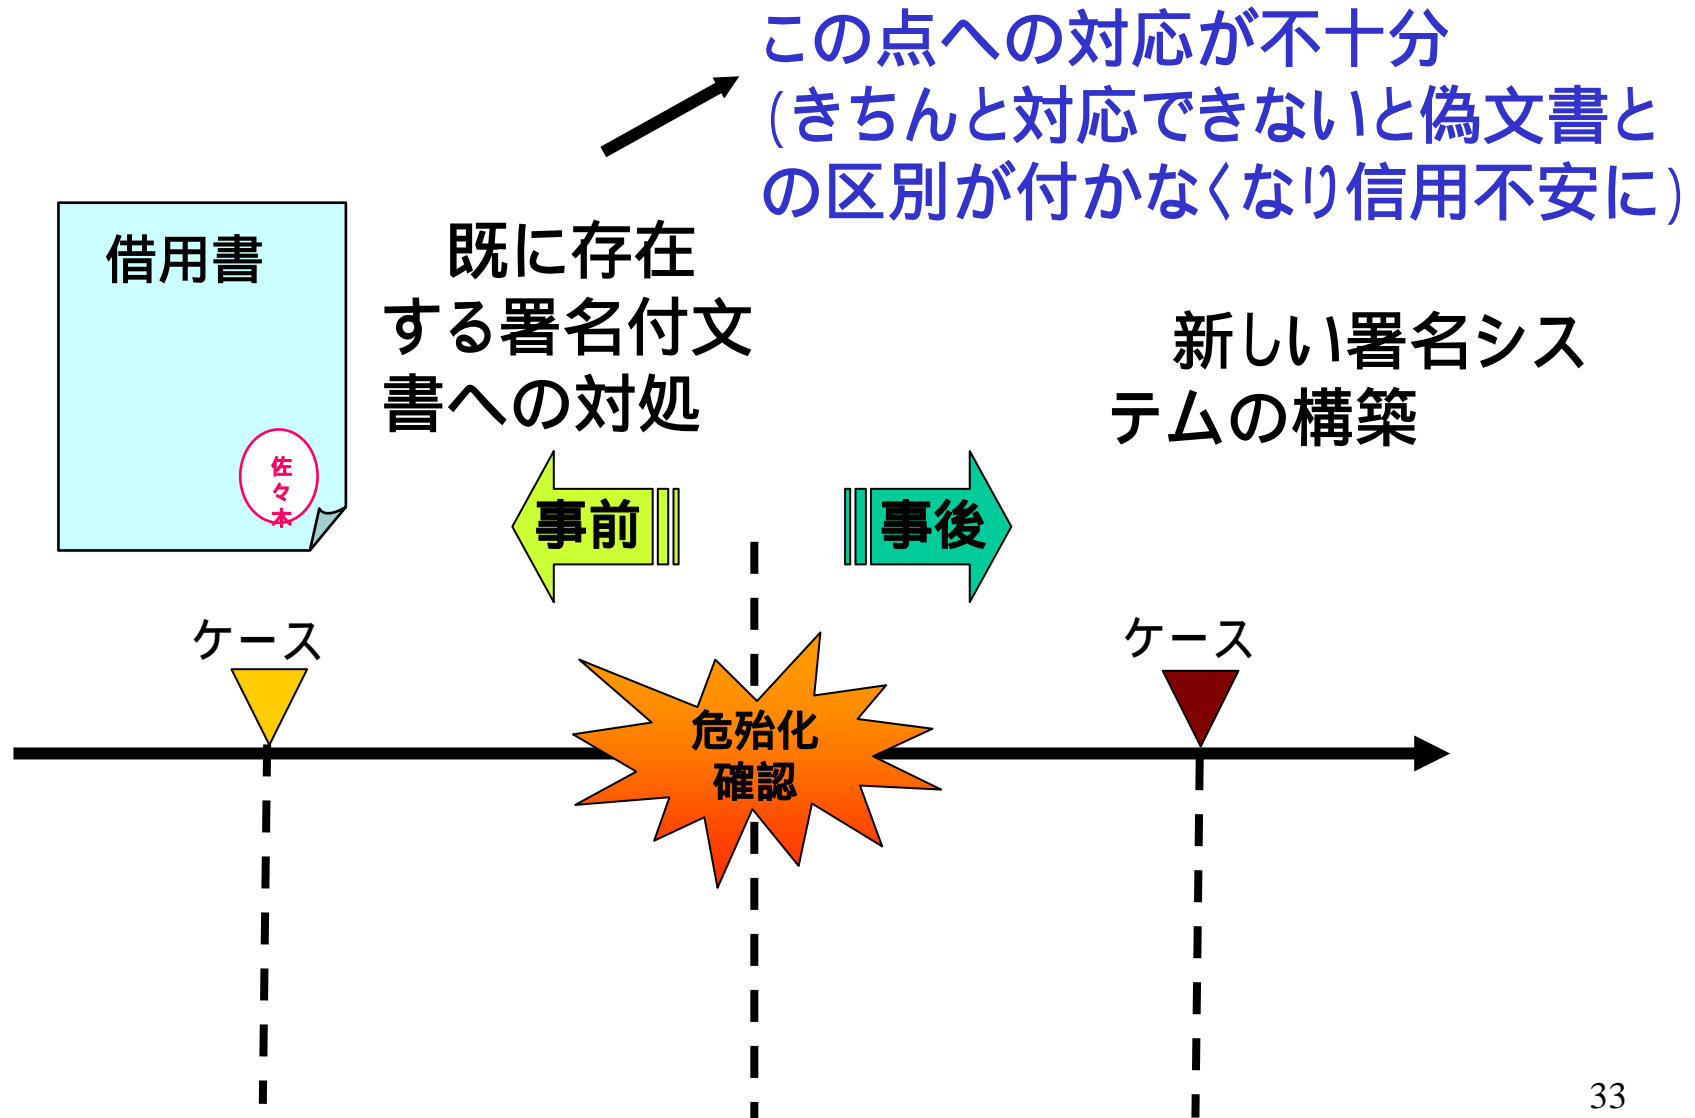 この点への対応が不十分
(きちんと対応できないと偽文書と
の区別が付かなくなり信用不安に)
借用書
佐
々
本
既に存在
する署名付文
書への対処
新しい署名シス
テムの構築
事前
事後
ケース
ケース
危殆化
確認
33